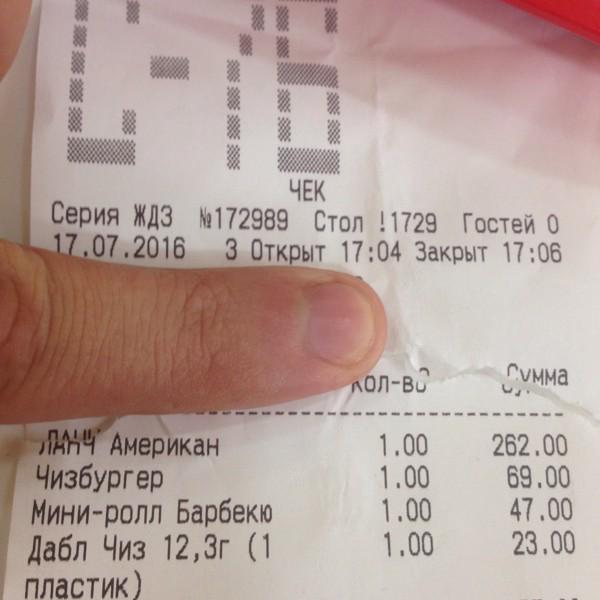 С-16
ЧЕК
Серия ЖДЗ №172989 Стол !1729 Гостей 0
17.07.2016 3 Открыт 17:04 Закрыт 17:06
Кол-во Сумма
ЛАНЧ Американ 1.00 262.00
Чизбургер 1.00 69.00
Мини-ролл Барбекю 1.00 47.00
Дабл Чиз 12,3г (1 1.00 23.00
пластик)